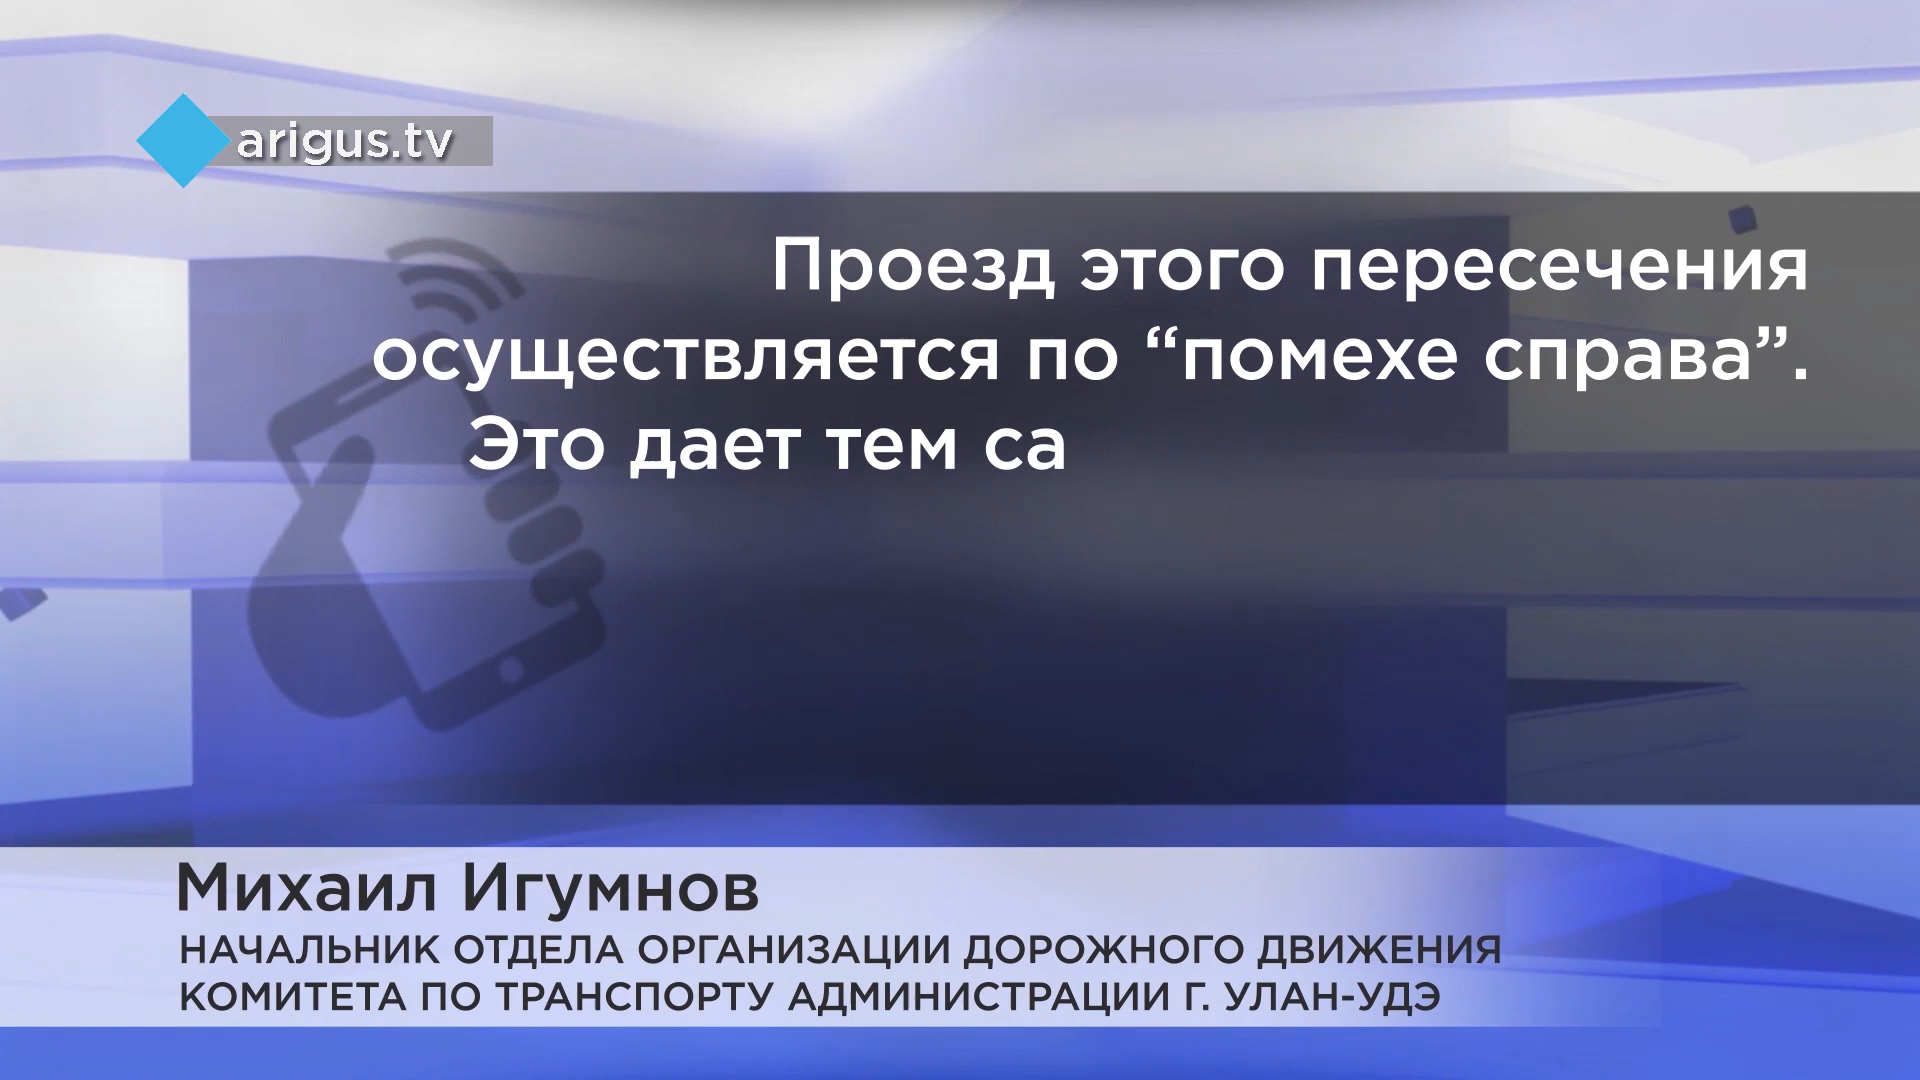 arigus.tv
Проезд этого пересечения
осуществляется по “помехе справа”.
Это дает тем са
Михаил Игумнов
НАЧАЛЬНИК ОТДЕЛА ОРГАНИЗАЦИИ ДОРОЖНОГО ДВИЖЕНИЯ
КОМИТЕТА ПО ТРАНСПОРТУ АДМИНИСТРАЦИИ Г. УЛАН-УДЭ